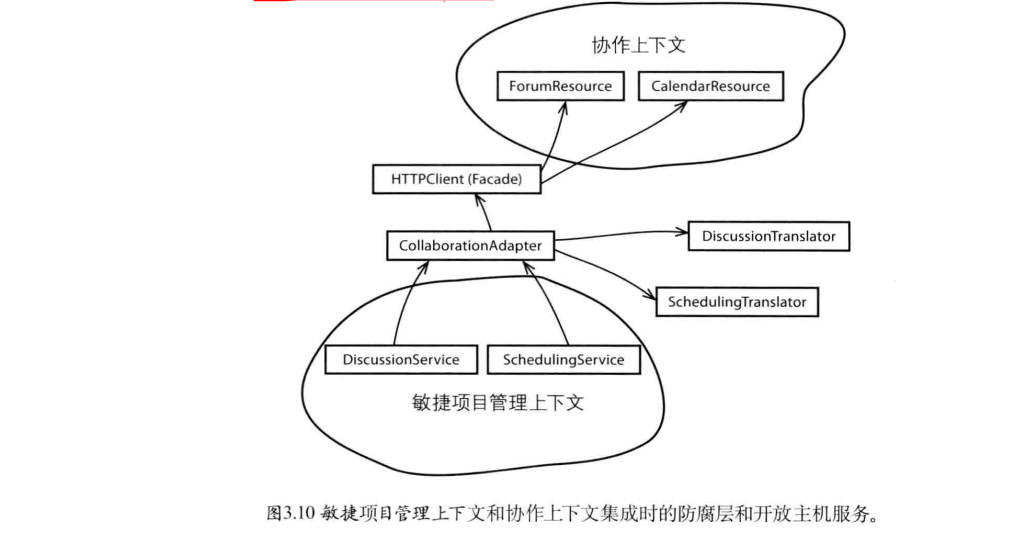 协作上下文
ForumResource
CalendarResource
HTTPClient (Facade)
CollaborationAdapter
DiscussionTranslator
SchedulingTranslator
DiscussionService
SchedulingService
敏捷项目管理上下文
图3.10 敏捷项目管理上下文和协作上下文集成时的防腐层和开放主机服务。